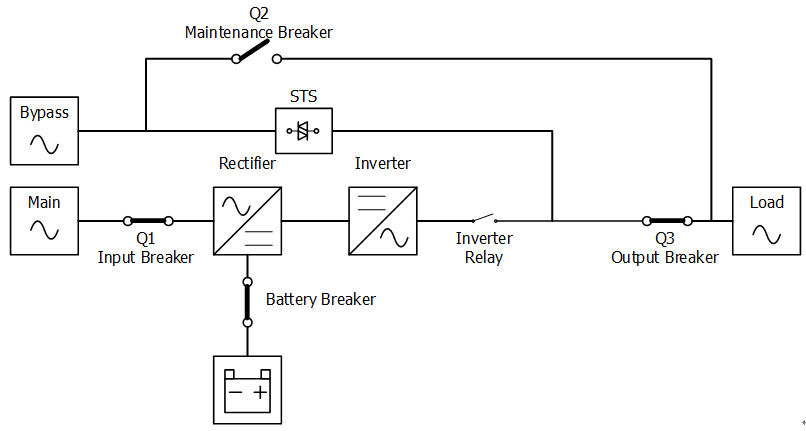 Q2
Maintenance Breaker
STS
Bypass
Rectifier
Inverter
Main
Load
Q1
Input Breaker
Inverter
Relay
Q3
Output Breaker
Battery Breaker
− +